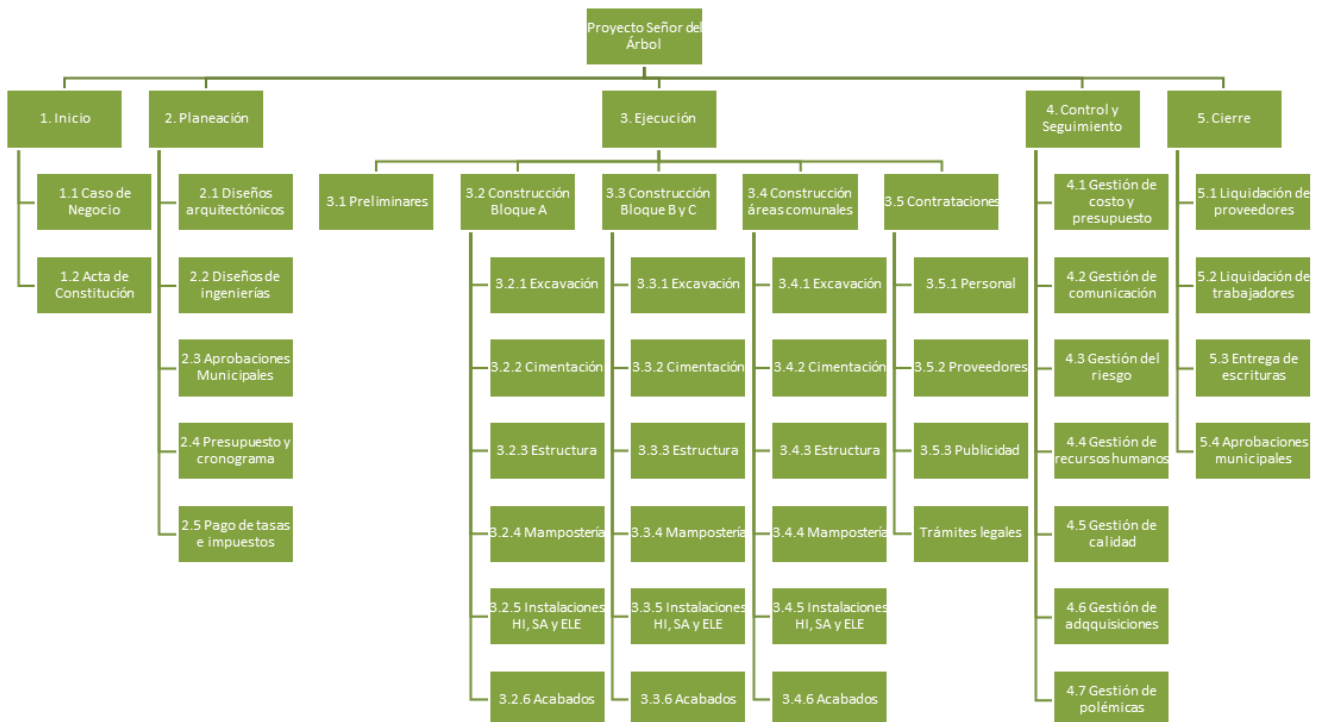 Proyecto Señor del
Árbol
1. Inicio
2. Planeación
3. Ejecución
4. Control y
Seguimiento
5. Cierre
1.1 Caso de
Negocio
1.2 Acta de
Constitución
2.1 Diseños
arquitectónicos
2.2 Diseños de
ingenierías
2.3 Aprobaciones
Municipales
2.4 Presupuesto y
cronograma
2.5 Pago de tasas
e impuestos
3.1 Preliminares
3.2 Construcción
Bloque A
3.2.1 Excavación
3.2.2 Cimentación
3.2.3 Estructura
3.2.4 Mampostería
3.2.5 Instalaciones
HI, SA y ELE
3.2.6 Acabados
3.3 Construcción
Bloque B y C
3.3.1 Excavación
3.3.2 Cimentación
3.3.3 Estructura
3.3.4 Mampostería
3.3.5 Instalaciones
HI, SA y ELE
3.3.6 Acabados
3.4 Construcción
áreas comunales
3.4.1 Excavación
3.4.2 Cimentación
3.4.3 Estructura
3.4.4 Mampostería
3.4.5 Instalaciones
HI, SA y ELE
3.4.6 Acabados
3.5 Contrataciones
3.5.1 Personal
3.5.2 Proveedores
3.5.3 Publicidad
Trámites legales
4.1 Gestión de
costo y
presupuesto
4.2 Gestión de
comunicación
4.3 Gestión del
riesgo
4.4 Gestión de
recursos humanos
4.5 Gestión de
calidad
4.6 Gestión de
adqquisiciones
4.7 Gestión de
polémicas
5.1 Liquidación de
proveedores
5.2 Liquidación de
trabajadores
5.3 Entrega de
escrituras
5.4 Aprobaciones
municipales